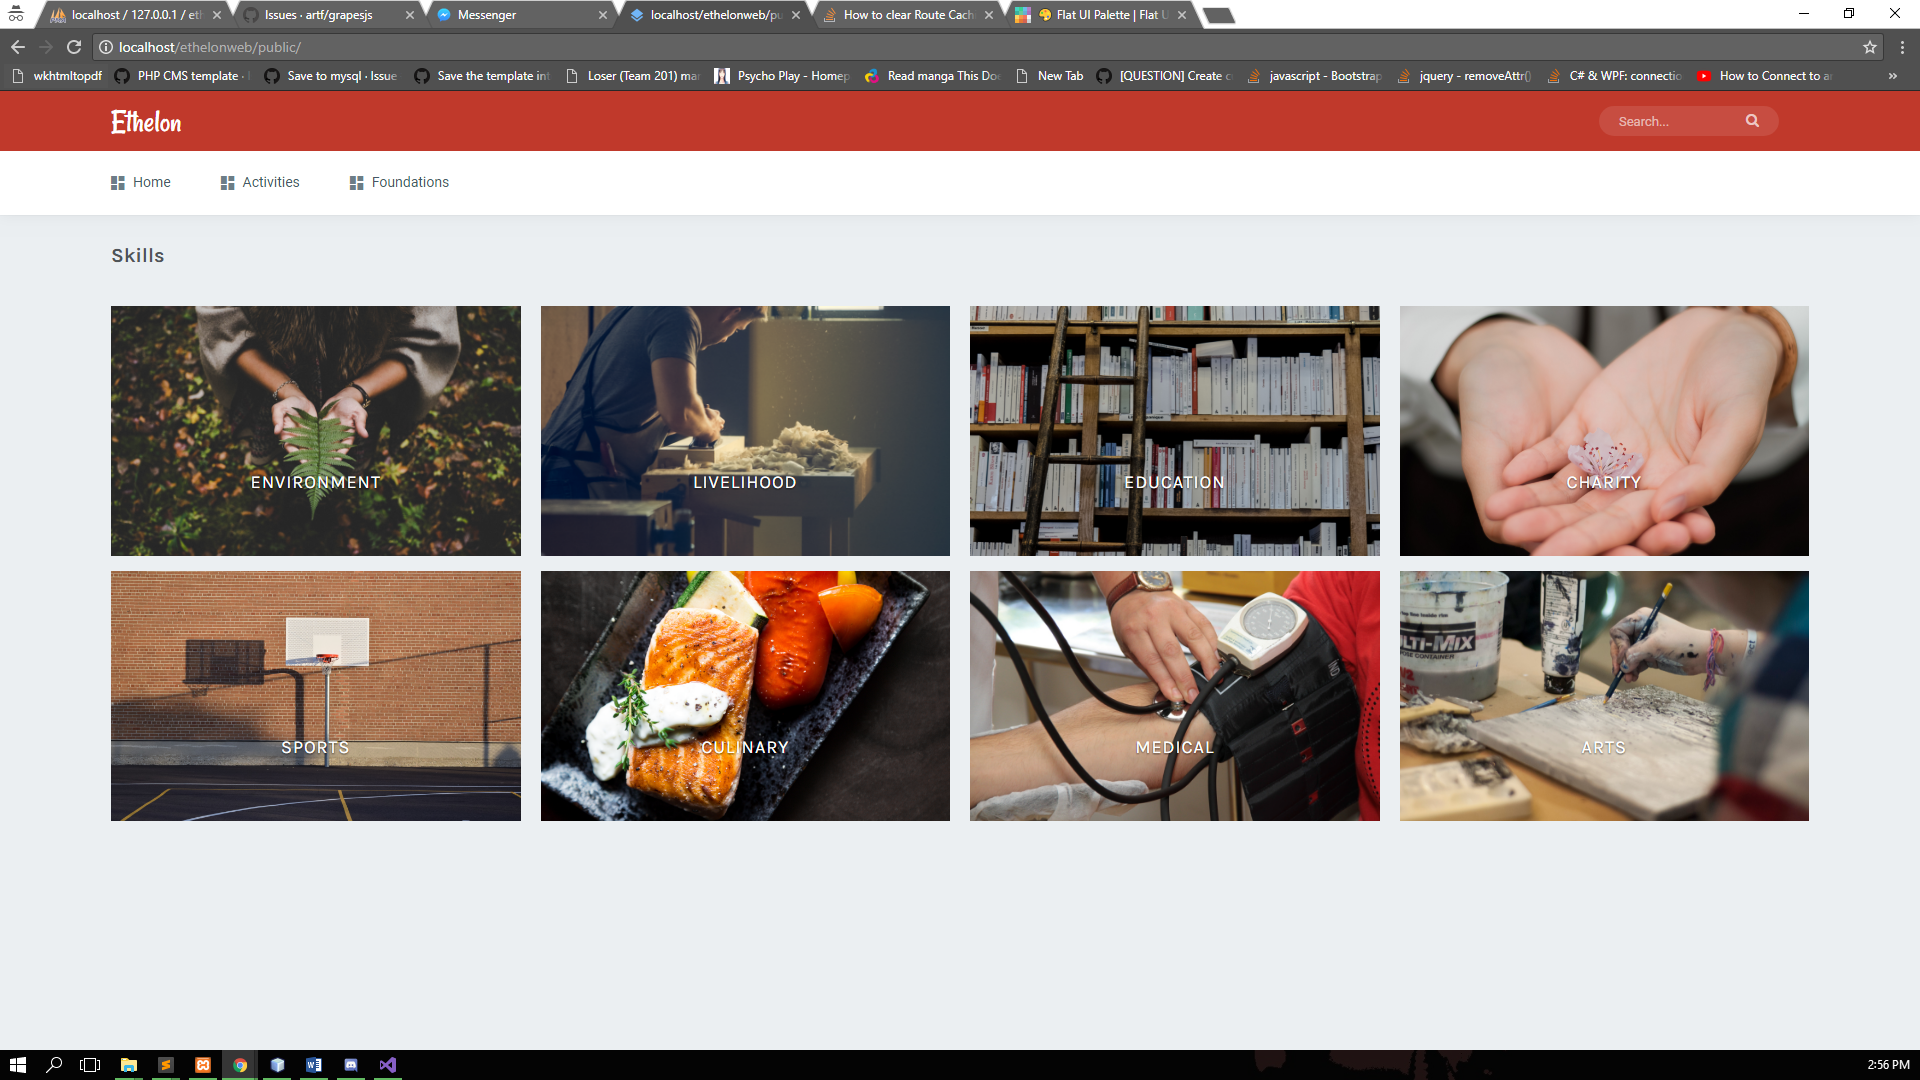 localhost / 127.0.0.1 / eth
Issues · artf/grapesjs
Messenger
localhost/ethelonweb/pu
How to clear Route Cach
Flat UI Palette | Flat U
localhost/ethelonweb/public/
wkhtmltopdf
PHP CMS template ·
Save to mysql · Issue
Save the template int
Loser (Team 201) ma
Psycho Play - Homep
Read manga This Do
New Tab
[QUESTION] Create c
javascript - Bootstrap
jquery - removeAttr()
C# & WPF: connectio
How to Connect to a
»
Ethelon
Search...
Home
Activities
Foundations
Skills
ENVIRONMENT
LIVELIHOOD
EDUCATION
CHARITY
SPORTS
CULINARY
MEDICAL
ARTS
2:56 PM